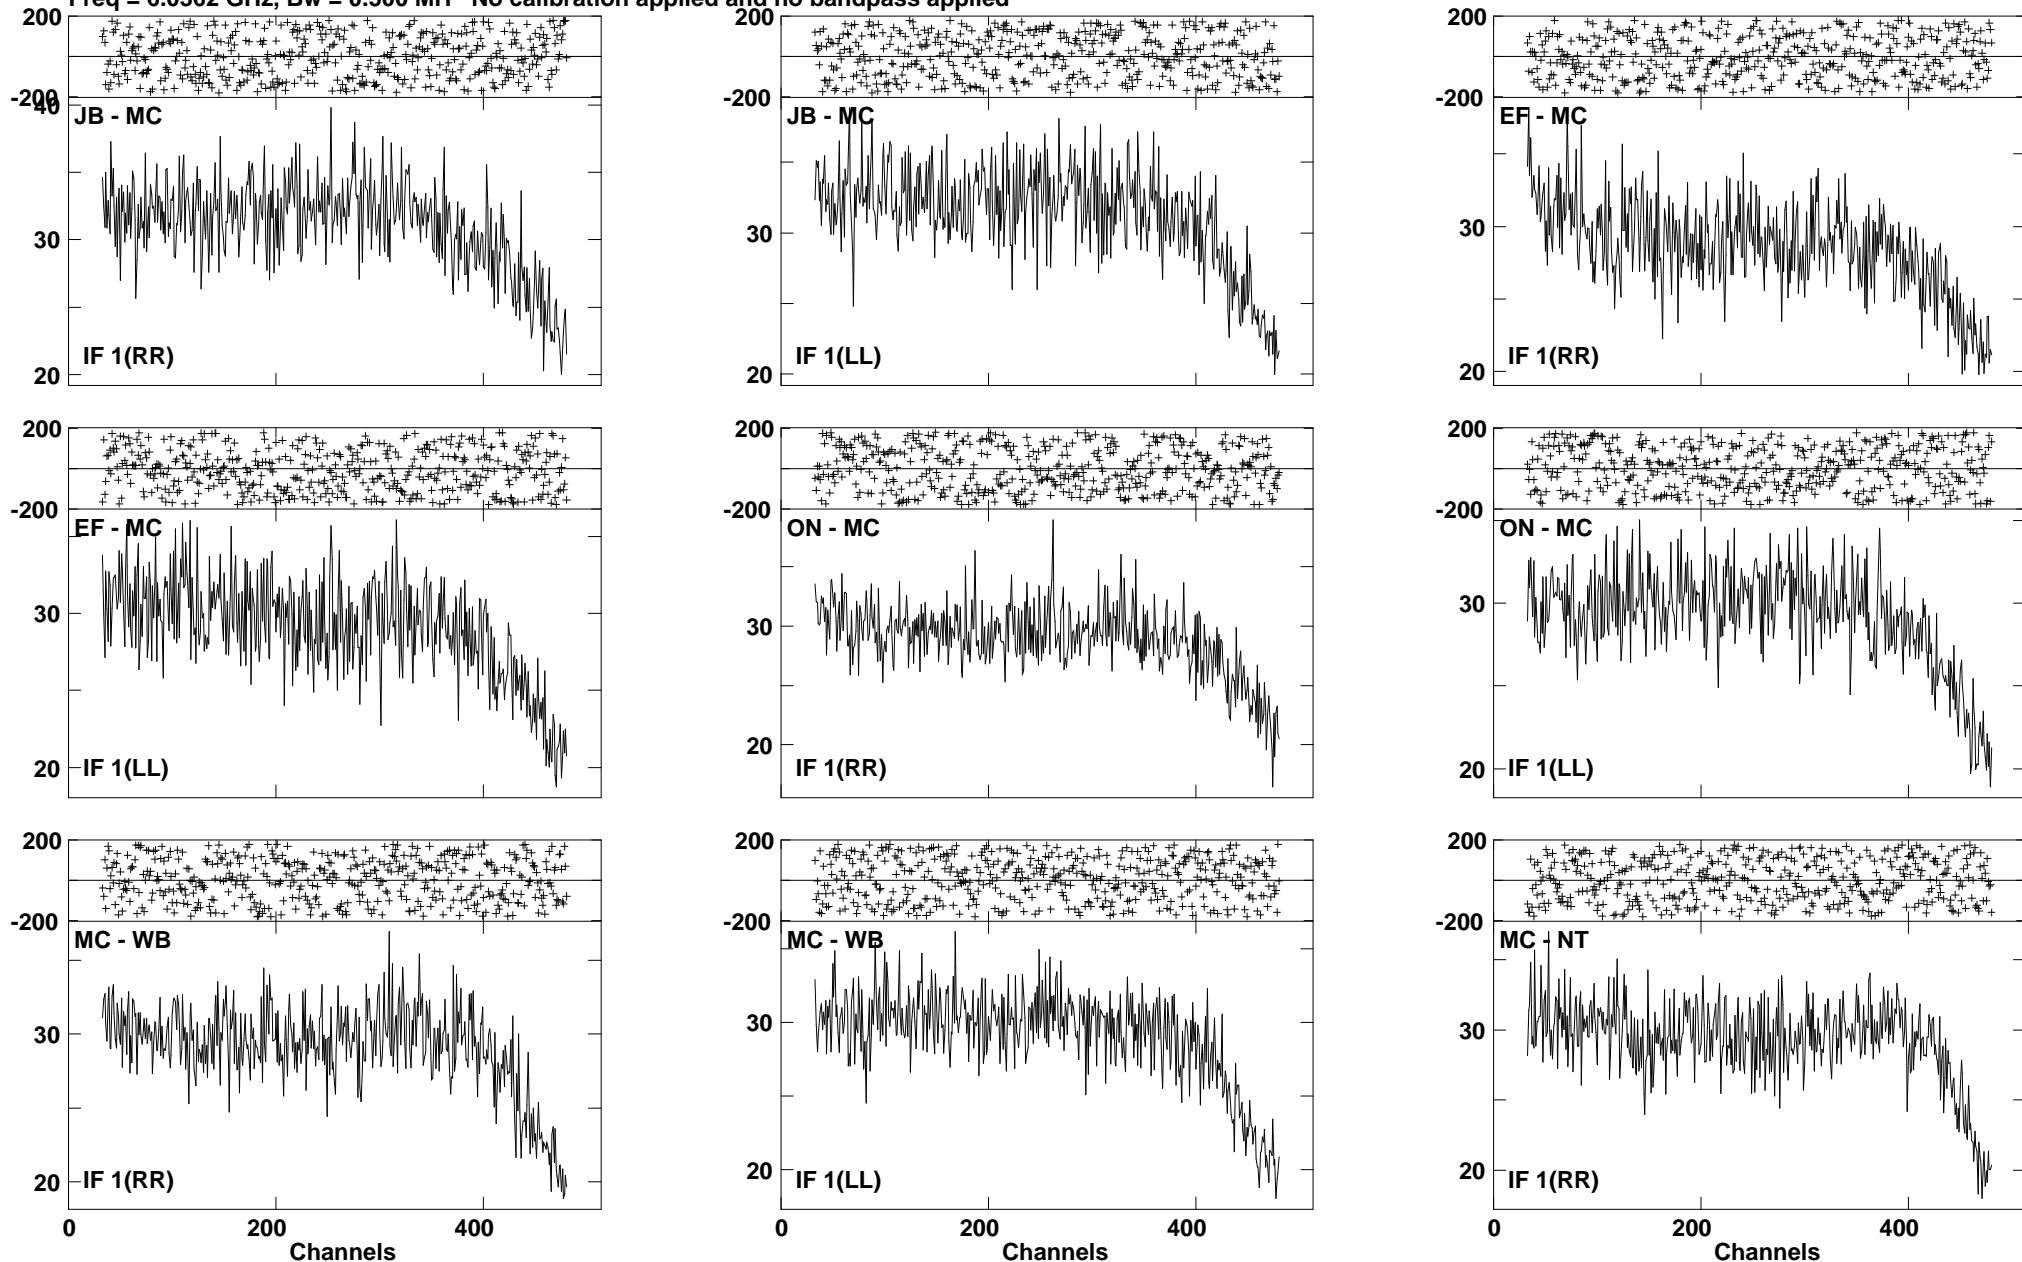 No calibration applied and no bandpass applied
200 200 200
-200 -200 -200
40
JB - MC JB - MC EF - MC
30 30 30
20 20 20
IF 1(RR) IF 1(LL) IF 1(RR)
200 200 200
-200 -200 -200
EF - MC ON - MC ON - MC
30 30 30
20 20 20
IF 1(LL) IF 1(RR) IF 1(LL)
200 200 200
-200 -200 -200
MC - WB MC - WB MC - NT
30 30 30
20 20 20
IF 1(RR) IF 1(LL) IF 1(RR)
0 200 400 0 200 400 0 200 400
Channels Channels Channels